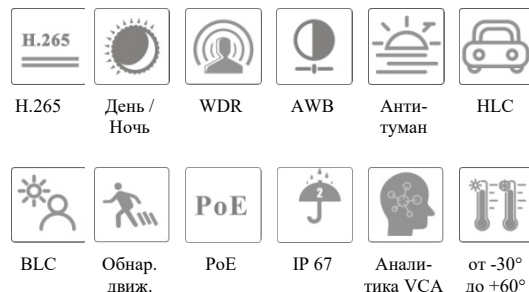 H.265
H.265 День / WDR AWB Анти- HLC
Ночь туман
PoE 2
BLC Обнар. PoE IP 67 Анали- от -30°
движ. тика VCA до +60°